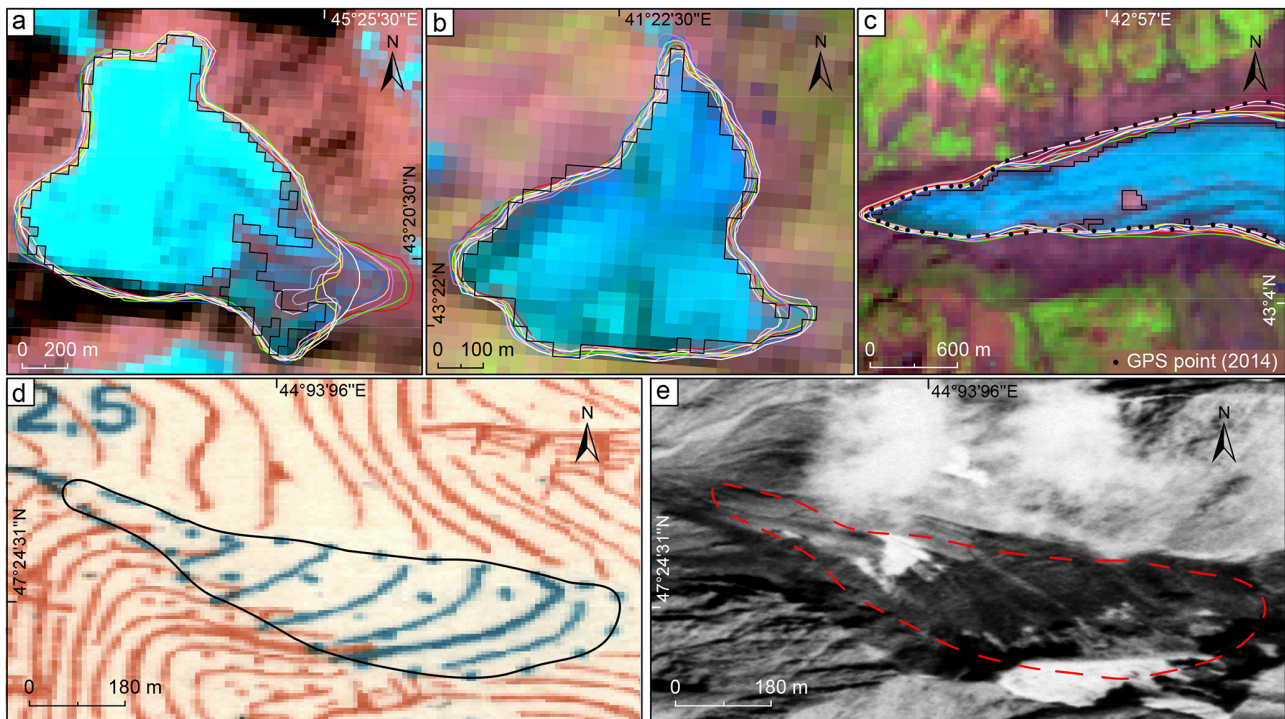 a
45°25'30"E
N
43°20'30"N
0 200 m
b
41°22'30"E
N
43°22'N
0 100 m
c
42°57'E
N
43°4'N
0 600 m
• GPS point (2014)
d
2.5
44°93'96"E
N
47°24'31"N
0 180 m
e
44°93'96"E
N
47°24'31"N
0 180 m